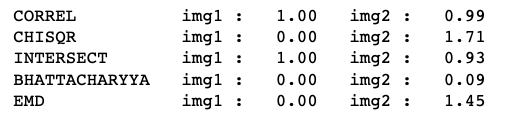 CORREL img1 : 1.00 img2 : 0.99
CHISQR img1 : 0.00 img2 : 1.71
INTERSECT img1 : 1.00 img2 : 0.93
BHATTACHARYYA img1 : 0.00 img2 : 0.09
EMD img1 : 0.00 img2 : 1.45